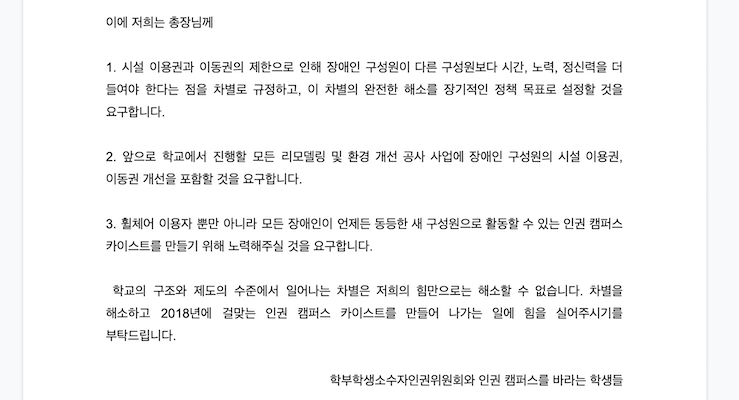 이에 저희는 총장님께
1. 시설 이용권과 이동권의 제한으로 인해 장애인 구성원이 다른 구성원보다 시간, 노력, 정신력을 더
들여야 한다는 점을 차별로 규정하고, 이 차별의 완전한 해소를 장기적인 정책 목표로 설정할 것을
요구합니다.
2. 앞으로 학교에서 진행할 모든 리모델링 및 환경 개선 공사 사업에 장애인 구성원의 시설 이용권,
이동권 개선을 포함할 것을 요구합니다.
3. 휠체어 이용자 뿐만 아니라 모든 장애인이 언제든 동등한 새 구성원으로 활동할 수 있는 인권 캠퍼스
카이스트를 만들기 위해 노력해주실 것을 요구합니다.
학교의 구조와 제도의 수준에서 일어나는 차별은 저희의 힘만으로는 해소할 수 없습니다. 차별을
해소하고 2018년에 걸맞는 인권 캠퍼스 카이스트를 만들어 나가는 일에 힘을 실어주시기를
부탁드립니다.
학부학생소수자인권위원회와 인권 캠퍼스를 바라는 학생들